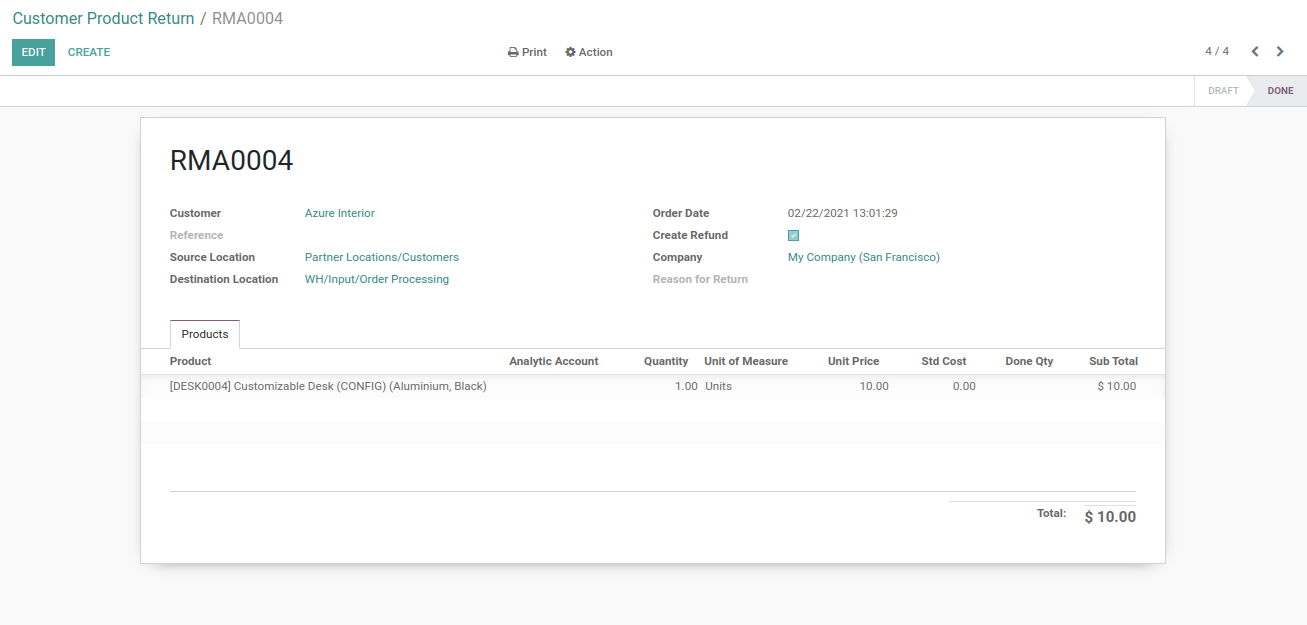 Customer Product Return / RMA0004
EDIT CREATE Print Action 4 / 4
DRAFT DONE
RMA0004
Customer Azure Interior Order Date 02/22/2021 13:01:29
Reference Create Refund
Source Location Partner Locations/Customers Company My Company (San Francisco)
Destination Location WH/Input/Order Processing Reason for Return
Products
Product Analytic Account Quantity Unit of Measure Unit Price Std Cost Done Qty Sub Total
[DESK0004] Customizable Desk (CONFIG) (Aluminium, Black) 1.00 Units 10.00 0.00 $ 10.00
Total: $ 10.00